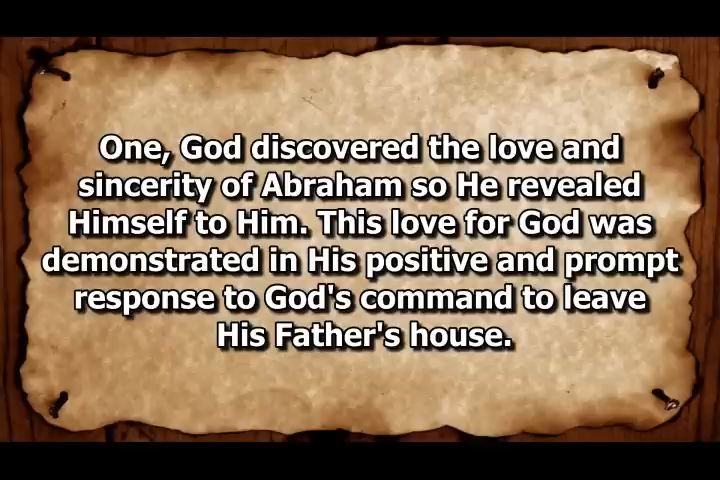 One, God discovered the love and
sincerity of Abraham so He revealed
Himself to Him. This love for God was
demonstrated in His positive and prompt
response to God's command to leave
His Father's house.